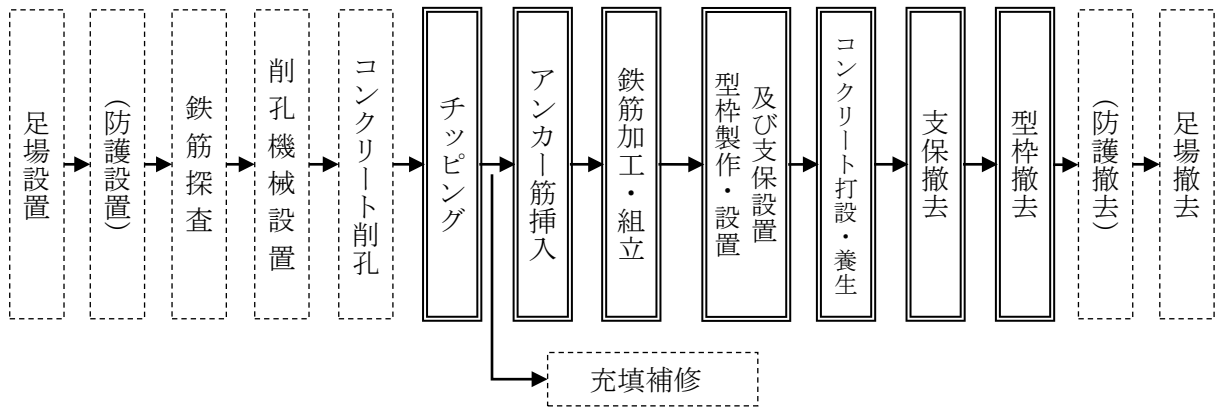 足場設置
(防護設置)
鉄筋探査
削孔機械設置
コンクリート削孔
チッピング
アンカー筋挿入
鉄筋加工・組立
型枠製作・設置
及び支保設置
コンクリート打設・養生
支保撤去
型枠撤去
(防護撤去)
足場撤去
充填補修